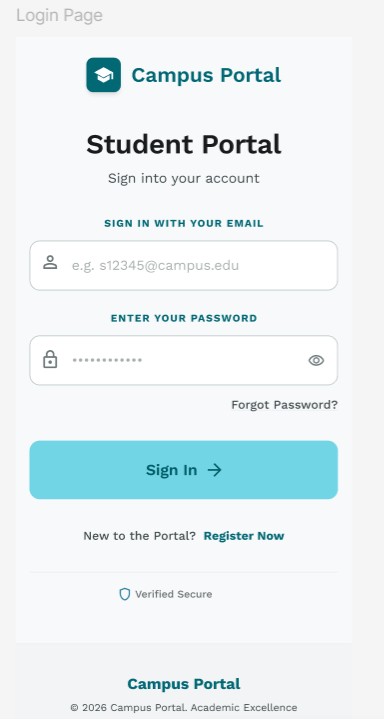 Login Page
Campus Portal
Student Portal
Sign into your account
SIGN IN WITH YOUR EMAIL
e.g. s12345@campus.edu
ENTER YOUR PASSWORD
Forgot Password?
Sign In →
New to the Portal? Register Now
Verified Secure
Campus Portal
© 2026 Campus Portal. Academic Excellence